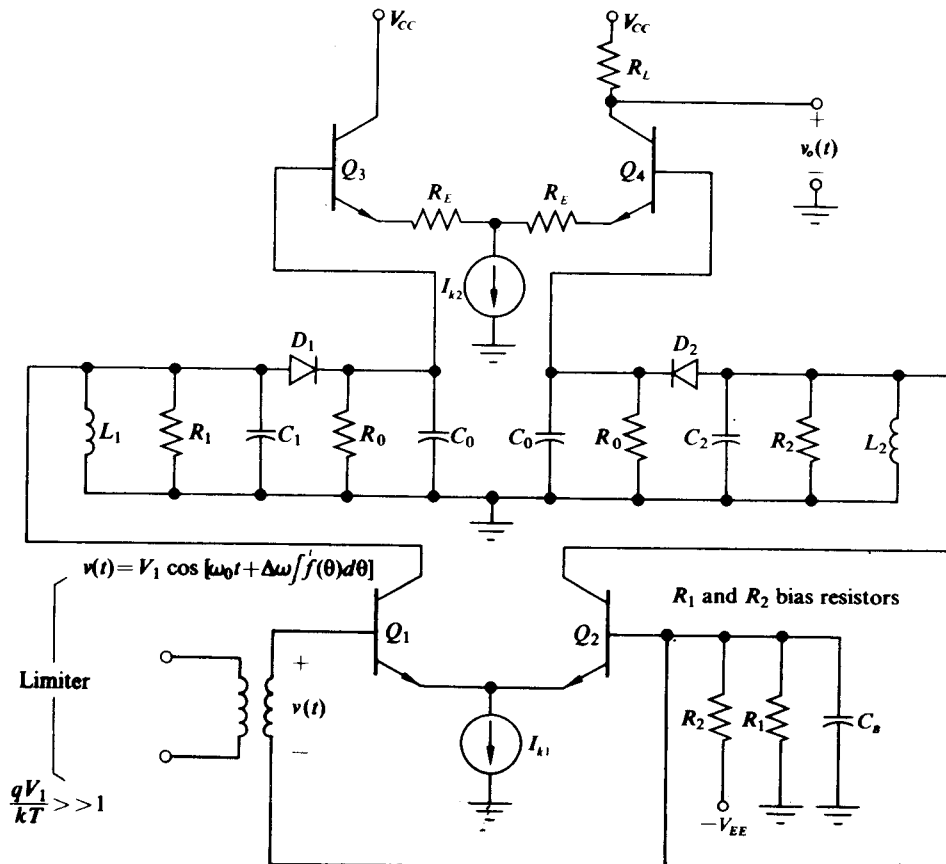 V_CC
V_CC
R_L
+
v_o(t)
−
Q_3
Q_4
R_E
R_E
I_k2
D_1
D_2
L_1
R_1
C_1
R_0
C_0
C_0
R_0
C_2
R_2
L_2
v(t) = V_1 cos [ω_0t + Δω∫^t f(θ)dθ]
R_1 and R_2 bias resistors
Q_1
Q_2
Limiter
+
v(t)
−
I_k1
R_2
R_1
C_B
qV_1/kT >> 1
−V_EE